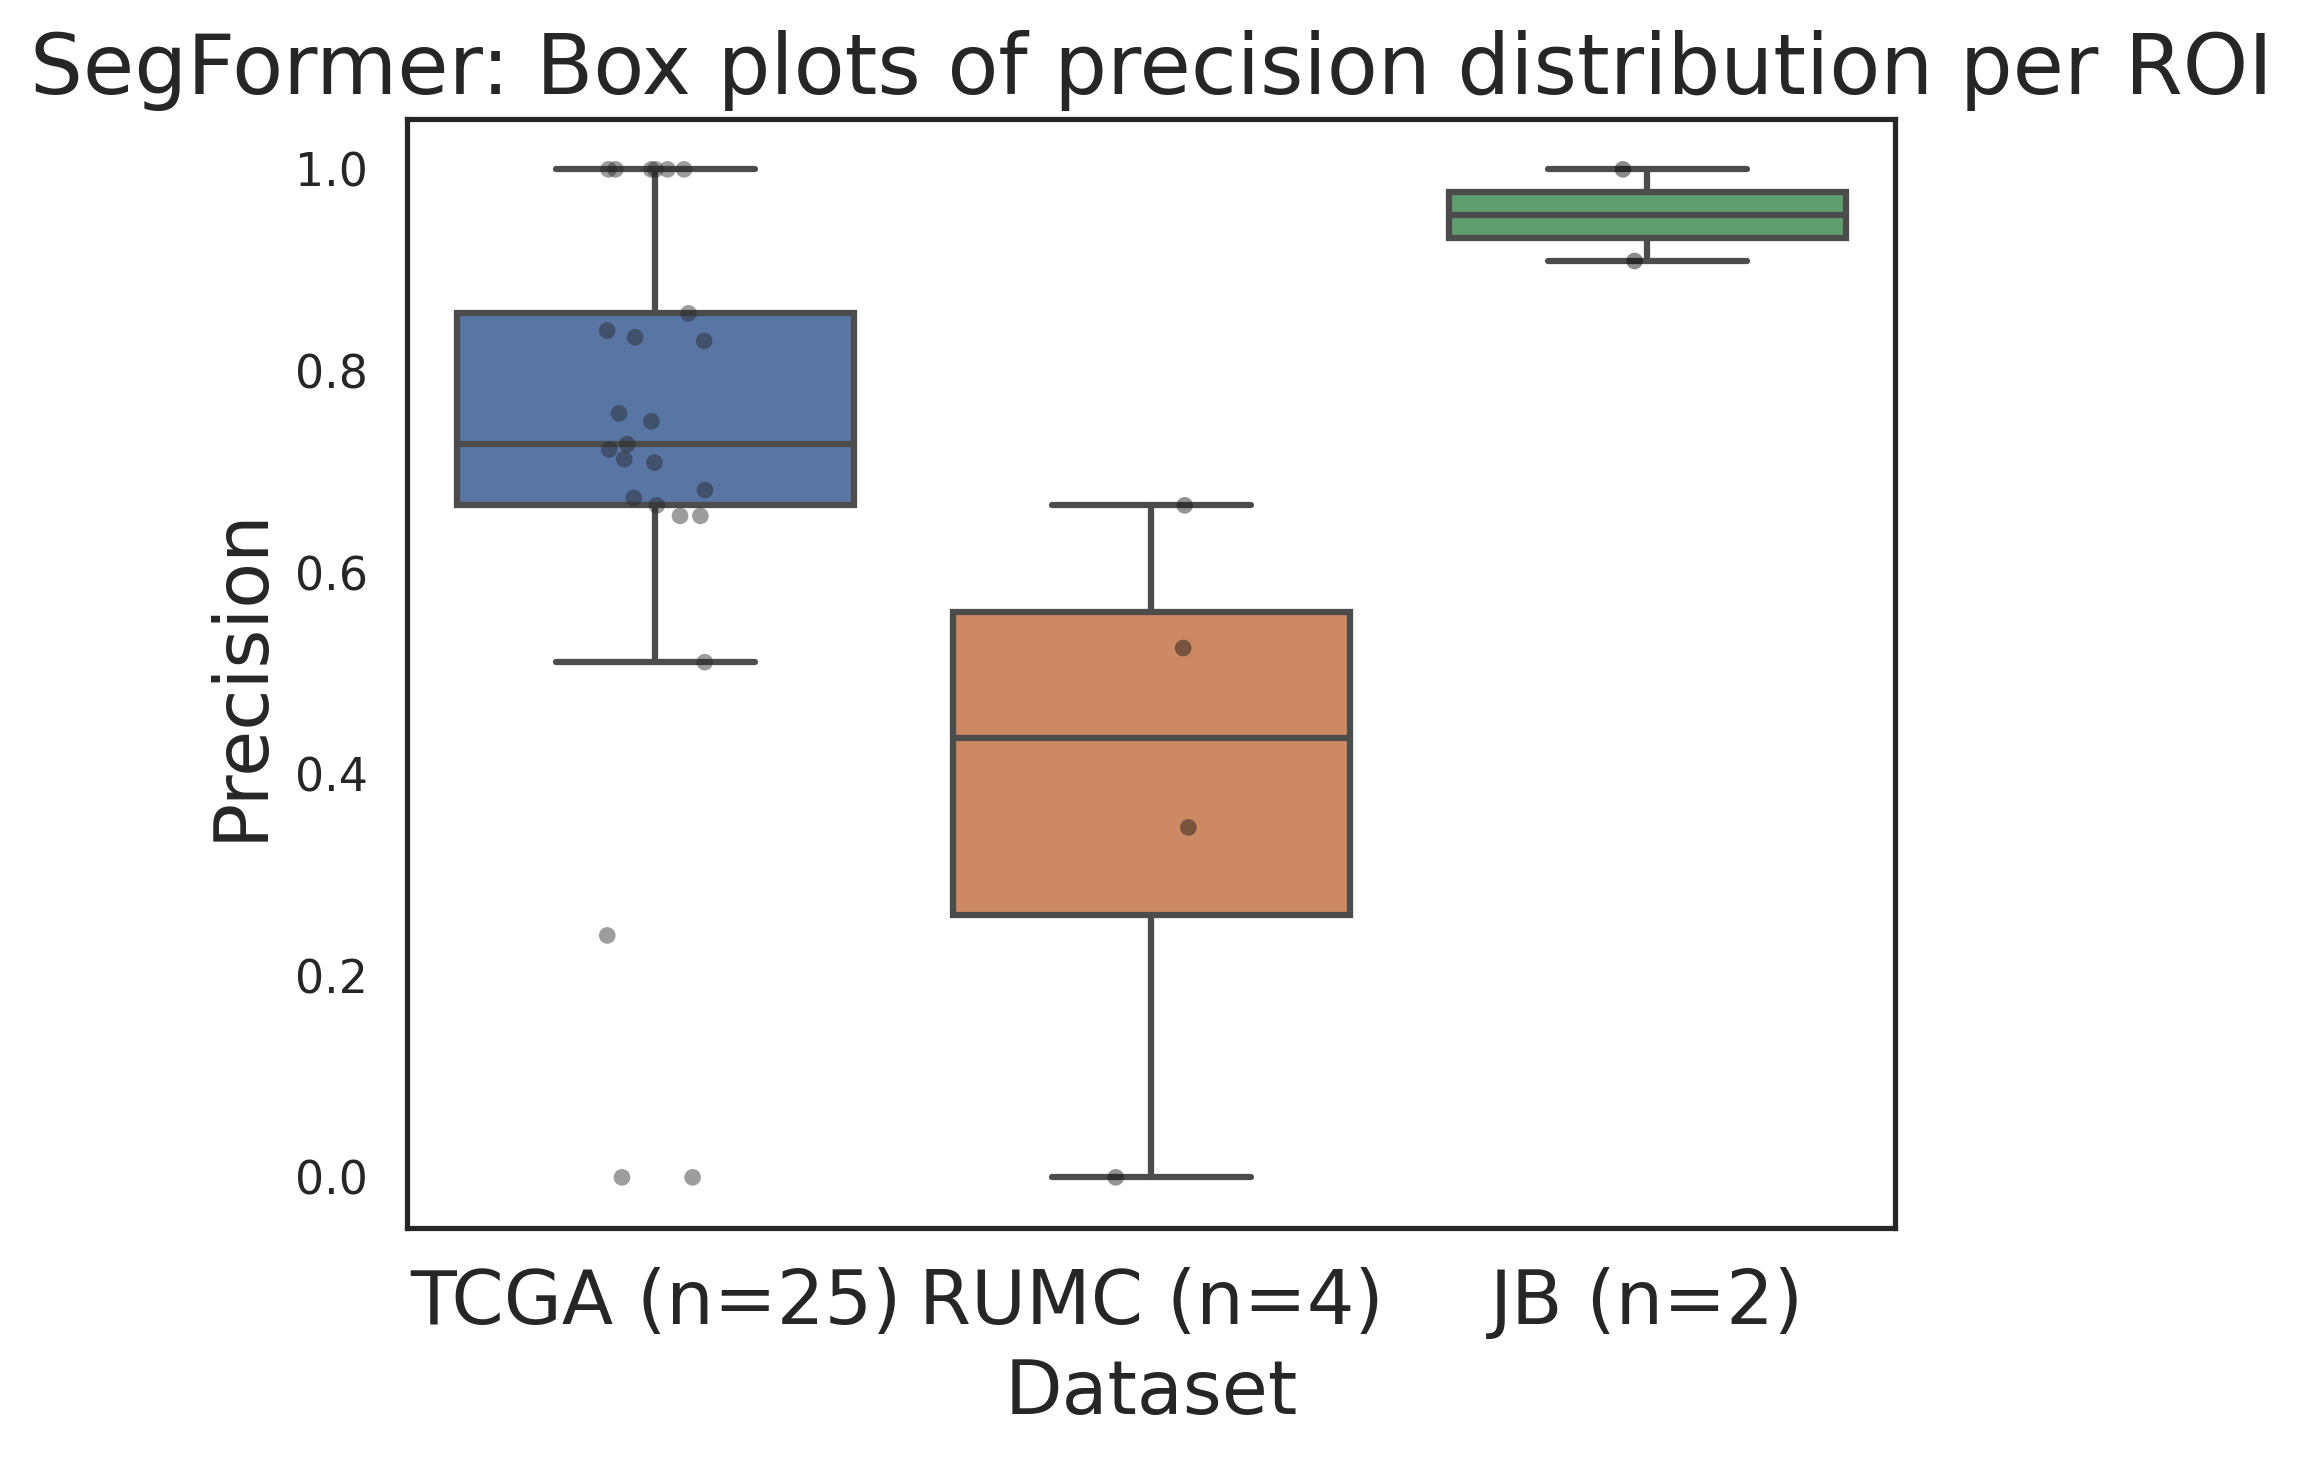 SegFormer: Box plots of precision distribution per ROI
1.0
0.8
0.6
0.4
0.2
0.0
Precision
TCGA (n=25) RUMC (n=4) JB (n=2)
Dataset